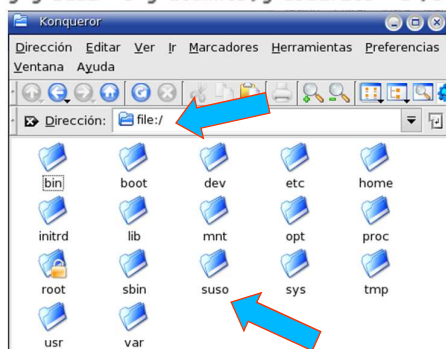 Konqueror
Dirección Editar Ver Ir Marcadores Herramientas Preferencias
Ventana Ayuda
Dirección: file:/
bin boot dev etc home
initrd lib mnt opt proc
root sbin suso sys tmp
usr var